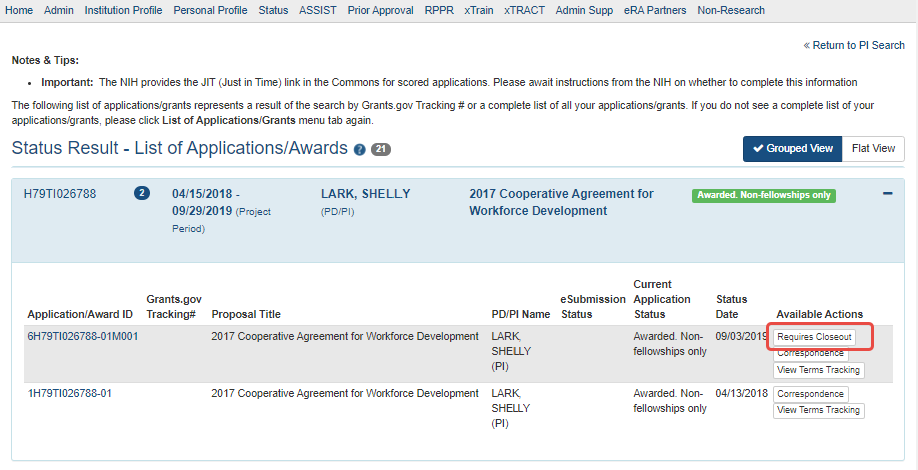 Home Admin Institution Profile Personal Profile Status ASSIST Prior Approval RPPR xTrain xTRACT Admin Supp eRA Partners Non-Research
« Return to PI Search
Notes & Tips:
• Important: The NIH provides the JIT (Just in Time) link in the Commons for scored applications. Please await instructions from the NIH on whether to complete this information
The following list of applications/grants represents a result of the search by Grants.gov Tracking # or a complete list of all your applications/grants. If you do not see a complete list of your
applications/grants, please click List of Applications/Grants menu tab again.
Status Result - List of Applications/Awards ? 21
Grouped View Flat View
H79TI026788 2 04/15/2018 - LARK, SHELLY 2017 Cooperative Agreement for Awarded. Non-fellowships only
09/29/2019 (Project (PD/PI) Workforce Development
Period)
Current
Grants.gov eSubmission Application Status
Application/Award ID Tracking# Proposal Title PD/PI Name Status Status Date Available Actions
6H79TI026788-01M001 2017 Cooperative Agreement for Workforce Development LARK, Awarded. Non- 09/03/2019 Requires Closeout
SHELLY fellowships only Correspondence
(PI) View Terms Tracking
1H79TI026788-01 2017 Cooperative Agreement for Workforce Development LARK, Awarded. Non- 04/13/2018 Correspondence
SHELLY fellowships only View Terms Tracking
(PI)